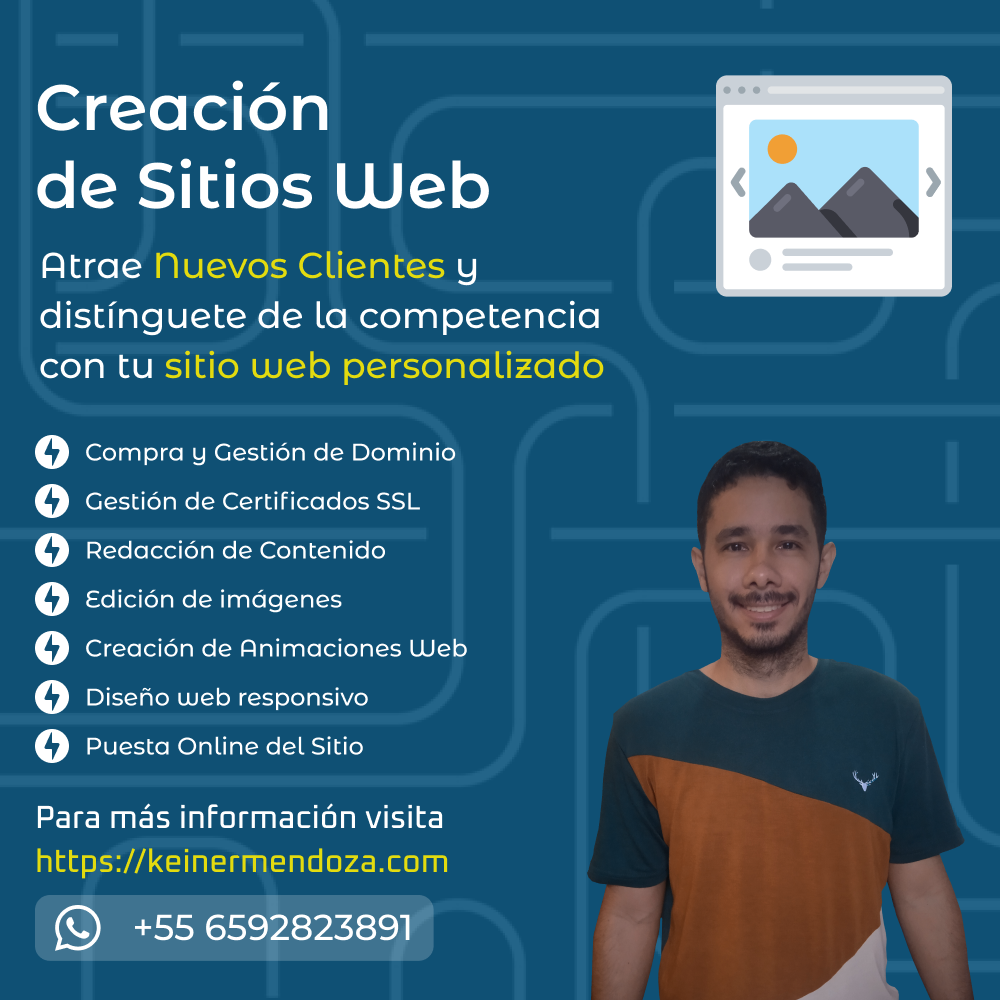 Creación
de Sitios Web
Atrae Nuevos Clientes y
distínguete de la competencia
con tu sitio web personalizado
Compra y Gestión de Dominio
Gestión de Certificados SSL
Redacción de Contenido
Edición de imágenes
Creación de Animaciones Web
Diseño web responsivo
Puesta Online del Sitio
Para más información visita
https://keinermendoza.com
+55 6592823891